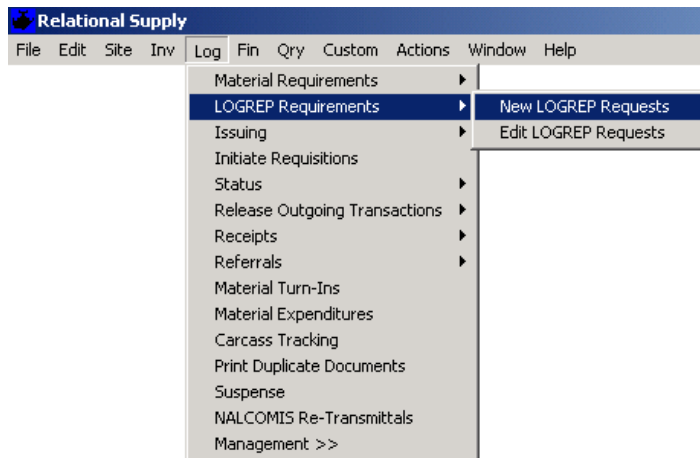 Relational Supply
File Edit Site Inv Log Fin Qry Custom Actions Window Help
Material Requirements
LOGREP Requirements
New LOGREP Requests
Issuing
Edit LOGREP Requests
Initiate Requisitions
Status
Release Outgoing Transactions
Receipts
Referrals
Material Turn-Ins
Material Expenditures
Carcass Tracking
Print Duplicate Documents
Suspense
NALCOMIS Re-Transmittals
Management >>